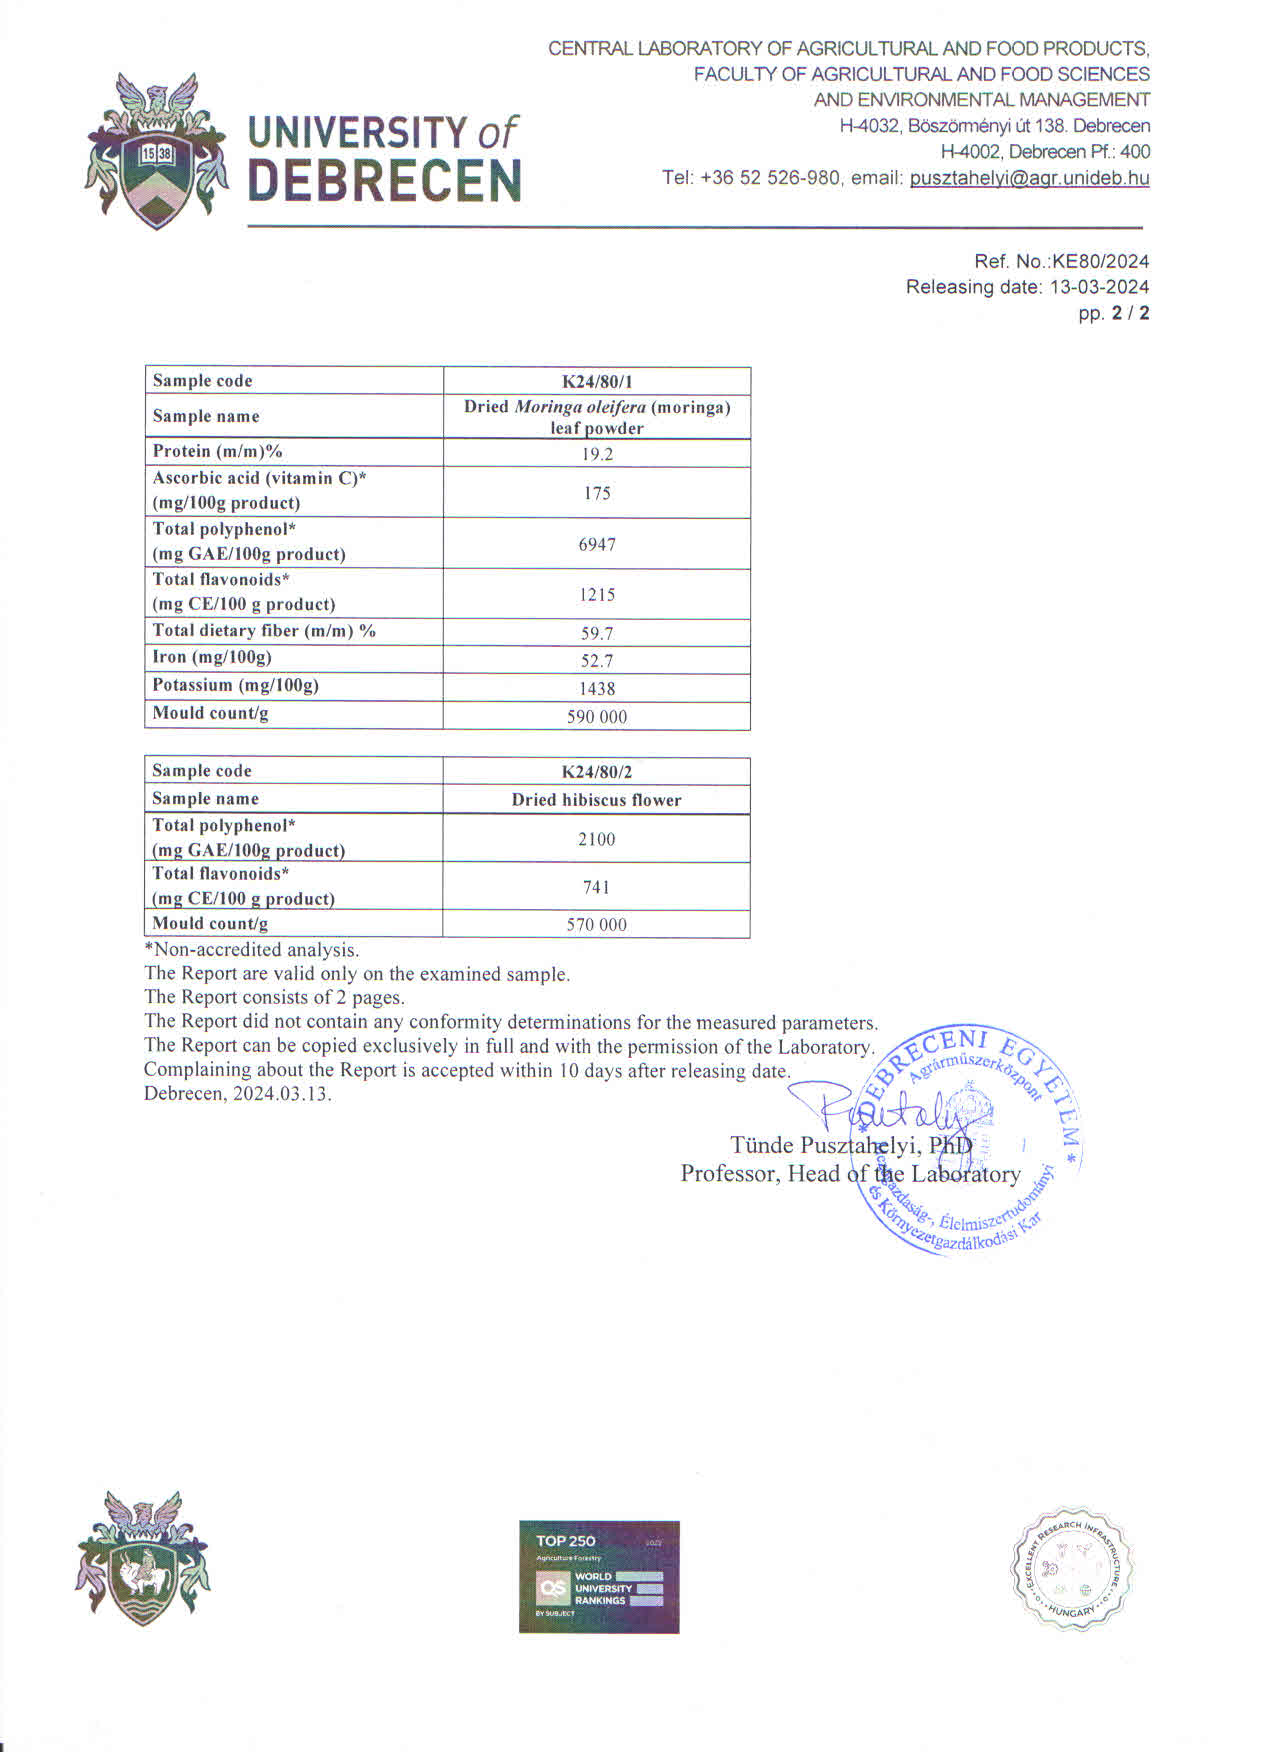 CENTRAL LABORATORY OF AGRICULTURAL AND FOOD PRODUCTS,
FACULTY OF AGRICULTURAL AND FOOD SCIENCES
AND ENVIRONMENTAL MANAGEMENT
H-4032, Böszörményi út 138. Debrecen
H-4002, Debrecen Pf.: 400
Tel: +36 52 526-980, email: pusztahelyi@agr.unideb.hu
15 38
UNIVERSITY of
DEBRECEN
Ref. No.:KE80/2024
Releasing date: 13-03-2024
pp. 2 / 2
Sample code K24/80/1
Sample name Dried Moringa oleifera (moringa)
leaf powder
Protein (m/m)% 19.2
Ascorbic acid (vitamin C)*
(mg/100g product) 175
Total polyphenol*
(mg GAE/100g product) 6947
Total flavonoids*
(mg CE/100 g product) 1215
Total dietary fiber (m/m) % 59.7
Iron (mg/100g) 52.7
Potassium (mg/100g) 1438
Mould count/g 590 000
Sample code K24/80/2
Sample name Dried hibiscus flower
Total polyphenol*
(mg GAE/100g product) 2100
Total flavonoids*
(mg CE/100 g product) 741
Mould count/g 570 000
*Non-accredited analysis.
The Report are valid only on the examined sample.
The Report consists of 2 pages.
The Report did not contain any conformity determinations for the measured parameters.
The Report can be copied exclusively in full and with the permission of the Laboratory.
Complaining about the Report is accepted within 10 days after releasing date.
Debrecen, 2024.03.13.
Tünde Pusztahelyi, PhD
Professor, Head of the Laboratory
* DEBRECENI EGYETEM *
Agrárműszerközpont
Élelmiszertudományi
és Környezetgazdálkodási Kar
TOP 250 2022
Agriculture Forestry
QS WORLD
UNIVERSITY
RANKINGS
BY SUBJECT
EXCELLENT RESEARCH INFRASTRUCTURE
HUNGARY